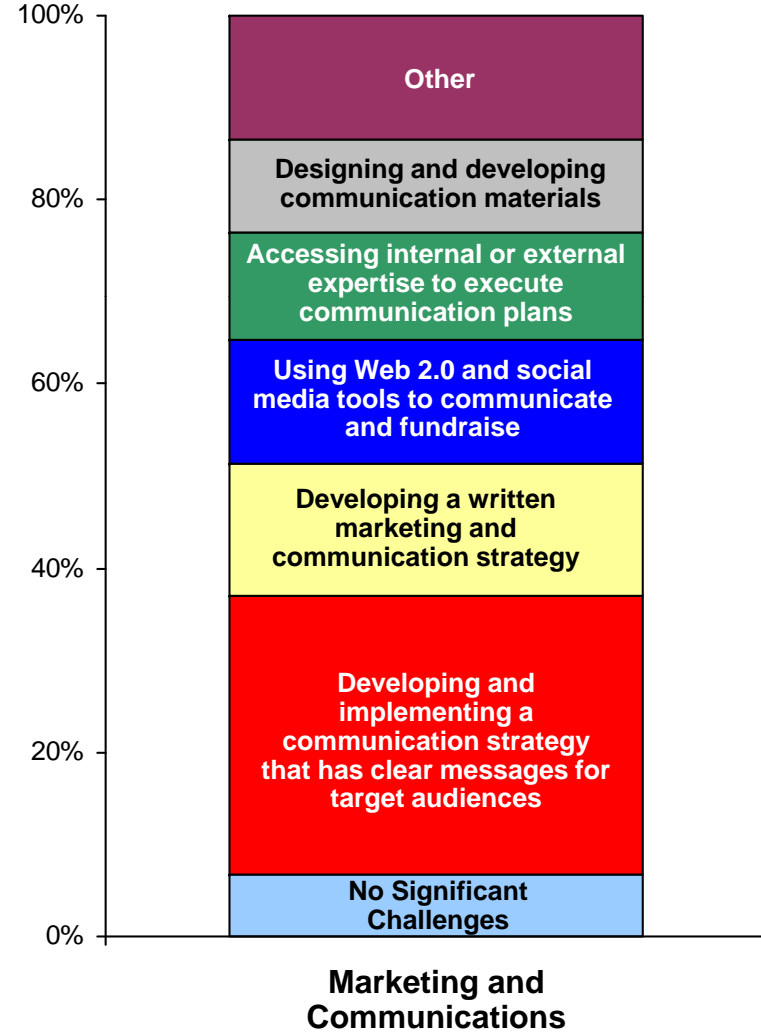 100%
Other
Designing and developing
communication materials
80%
Accessing internal or external
expertise to execute
communication plans
Using Web 2.0 and social
media tools to communicate
and fundraise
60%
Developing a written
marketing and
communication strategy
40%
Developing and
implementing a
communication strategy
that has clear messages for
target audiences
20%
No Significant
Challenges
0%
Marketing and
Communications